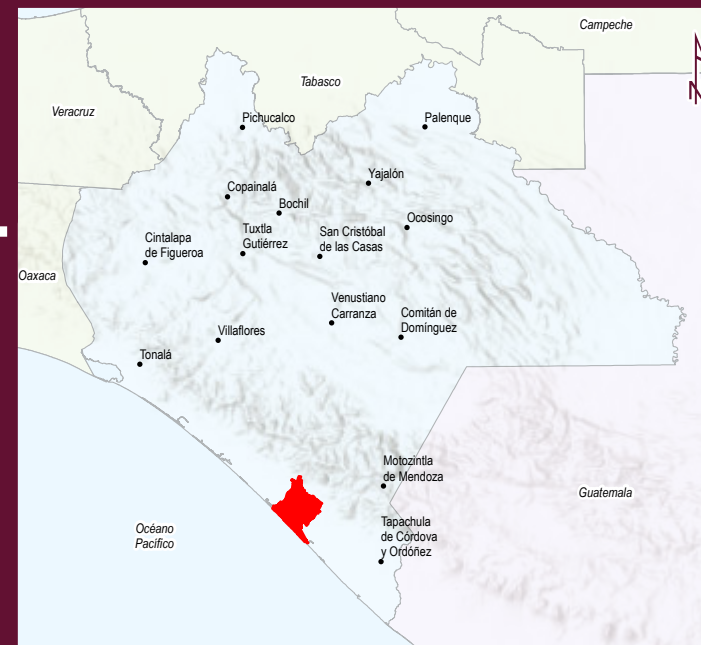 Campeche
Tabasco
Veracruz
N
Pichucalco
Palenque
Yajalón
Copainalá
Bochil
Ocosingo
Tuxtla
Gutiérrez
San Cristóbal
de las Casas
Cintalapa
de Figueroa
Oaxaca
Venustiano
Carranza
Comitán de
Domínguez
Villaflores
Tonalá
Motozintla
de Mendoza
Guatemala
Océano
Pacífico
Tapachula
de Córdova
y Ordóñez